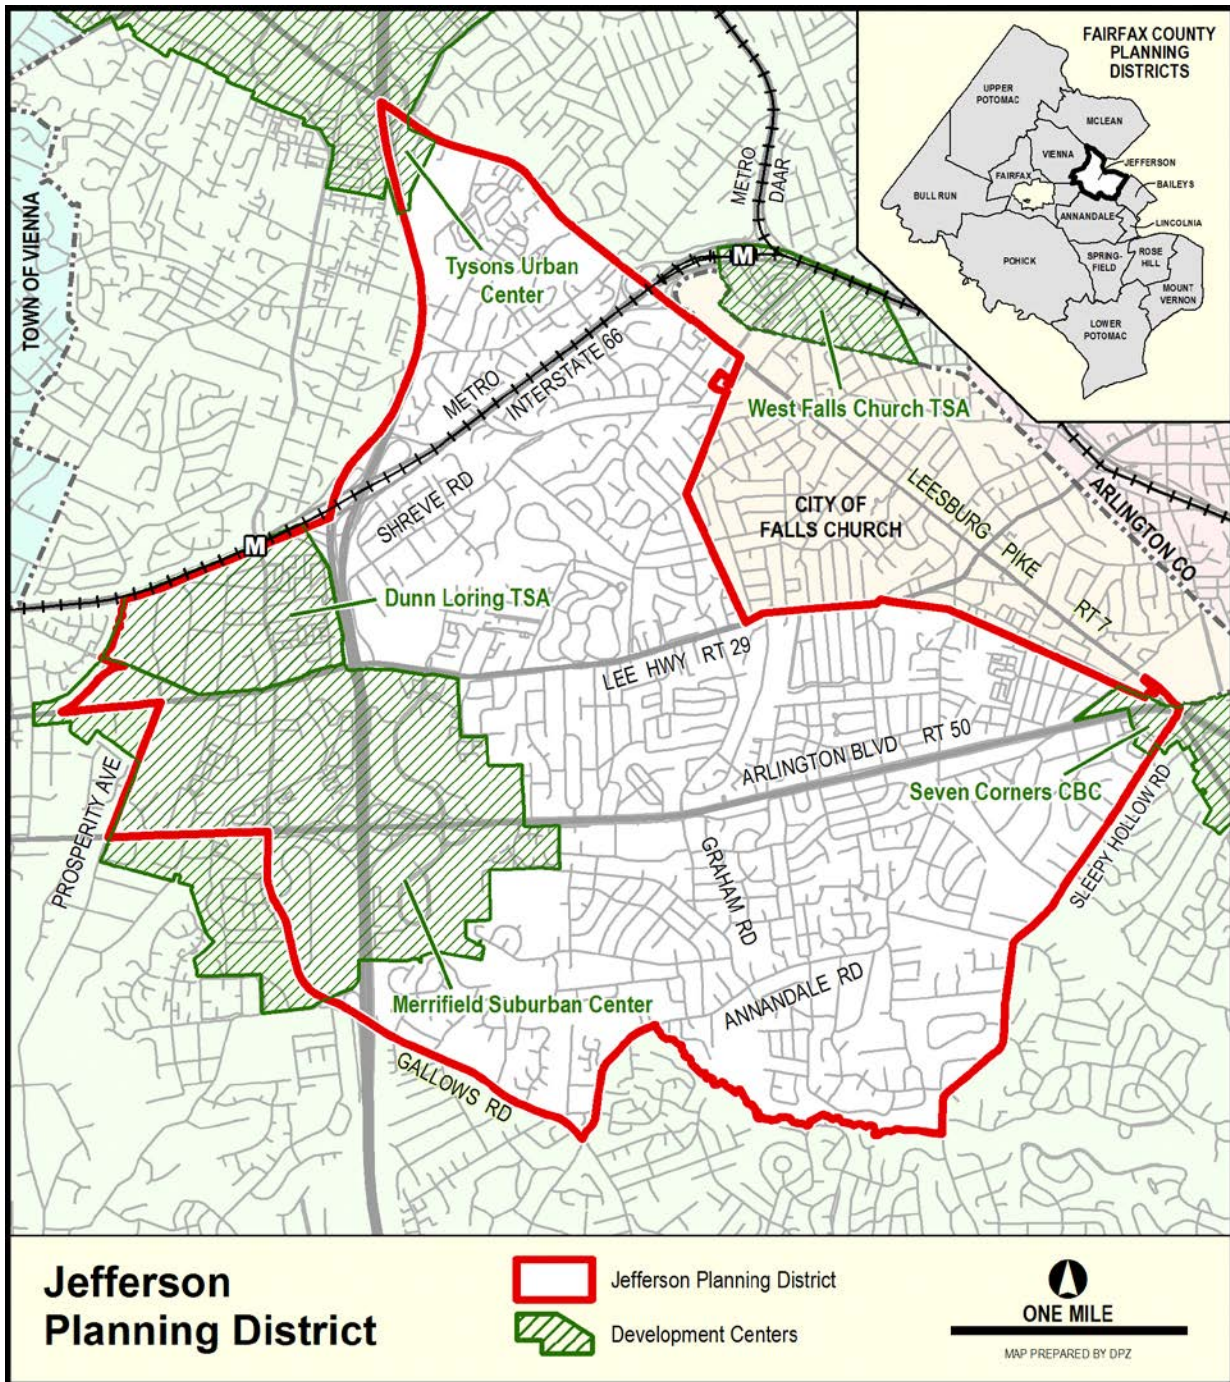 FAIRFAX COUNTY
PLANNING
DISTRICTS
UPPER
POTOMAC
MCLEAN
VIENNA
JEFFERSON
FAIRFAX
BAILEYS
BULL RUN
ANNANDALE
LINCOLNIA
POHICK
SPRING-
FIELD
ROSE
HILL
MOUNT
VERNON
LOWER
POTOMAC
TOWN OF VIENNA
METRO
DAAR
M
Tysons Urban
Center
METRO
INTERSTATE 66
West Falls Church TSA
SHREVE RD
CITY OF
FALLS CHURCH
LEESBURG PIKE
RT 7
ARLINGTON CO
M
Dunn Loring TSA
LEE HWY RT 29
ARLINGTON BLVD RT 50
Seven Corners CBC
PROSPERITY AVE
GRAHAM RD
SLEEPY HOLLOW RD
Merrifield Suburban Center
ANNANDALE RD
GALLOWS RD
Jefferson
Planning District
Jefferson Planning District
Development Centers
ONE MILE
MAP PREPARED BY DPZ